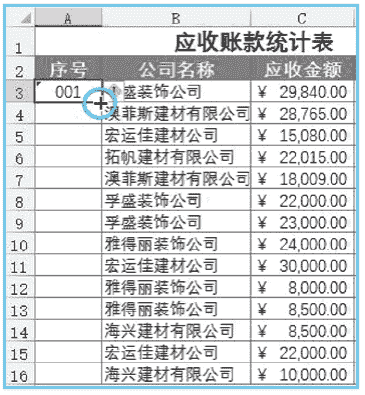 A B C
1 应收账款统计表
2 序号 公司名称 应收金额
3 001 盛装饰公司 ¥ 29,840.00
4 澳菲斯建材有限公司 ¥ 28,765.00
5 宏运佳建材公司 ¥ 15,080.00
6 拓帆建材有限公司 ¥ 22,015.00
7 澳菲斯建材有限公司 ¥ 18,009.00
8 孚盛装饰公司 ¥ 22,000.00
9 孚盛装饰公司 ¥ 23,000.00
10 雅得丽装饰公司 ¥ 24,000.00
11 宏运佳建材公司 ¥ 30,000.00
12 雅得丽装饰公司 ¥ 8,000.00
13 雅得丽装饰公司 ¥ 8,500.00
14 海兴建材有限公司 ¥ 8,500.00
15 宏运佳建材公司 ¥ 22,000.00
16 海兴建材有限公司 ¥ 10,000.00